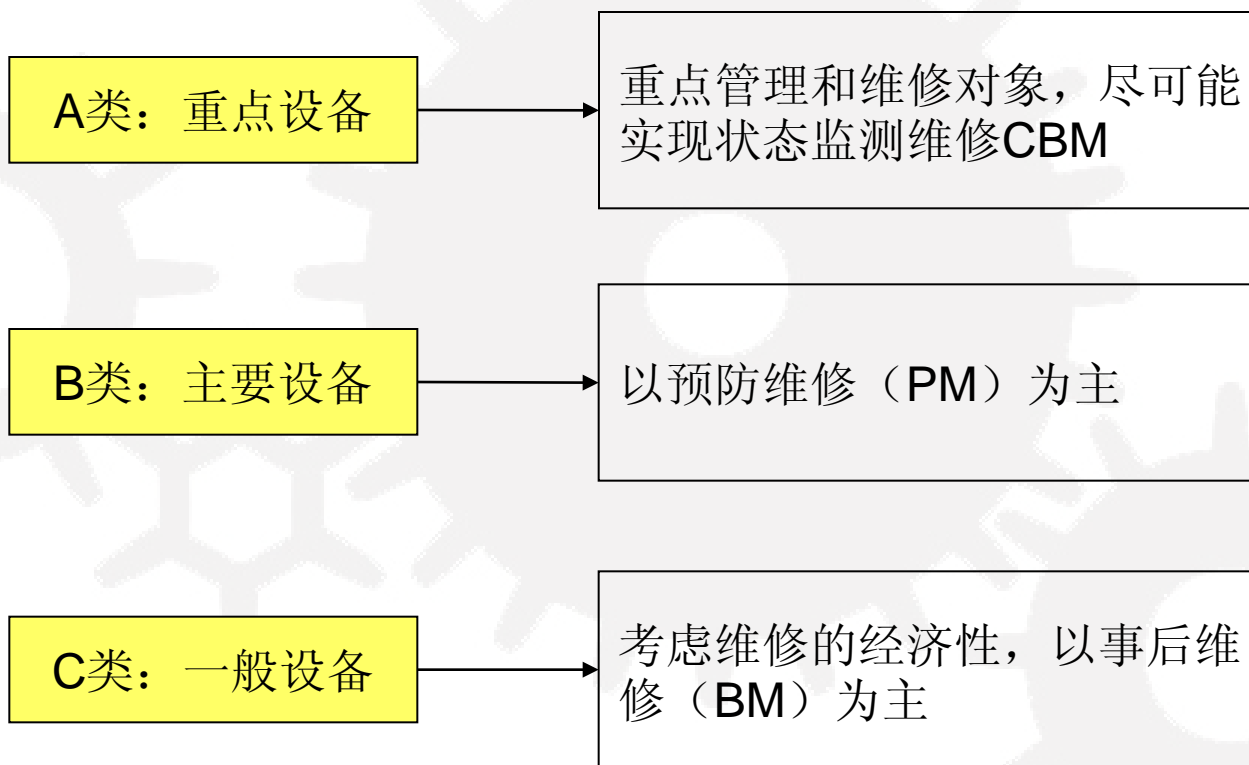 A类：重点设备
重点管理和维修对象，尽可能
实现状态监测维修CBM
B类：主要设备
以预防维修（PM）为主
C类：一般设备
考虑维修的经济性，以事后维
修（BM）为主